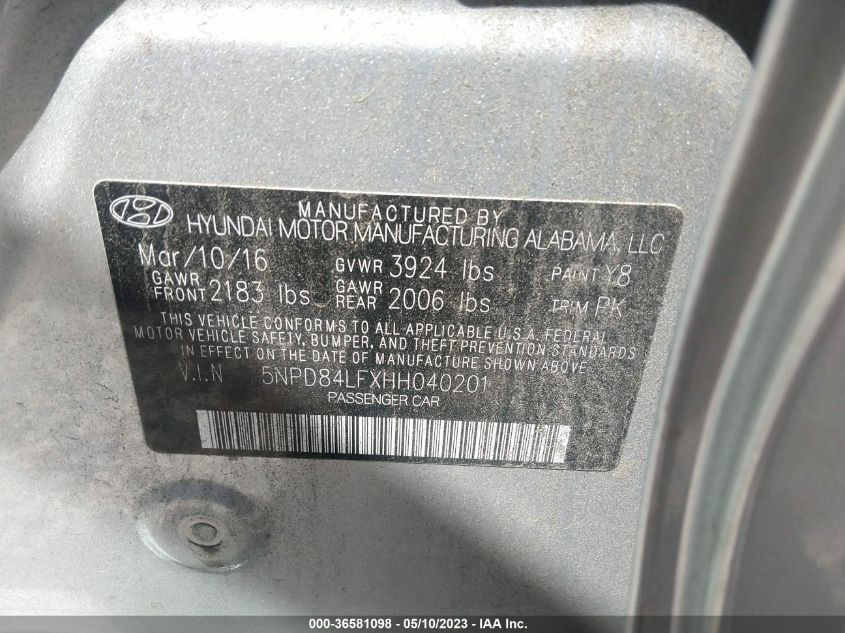 MANUFACTURED BY
HYUNDAI MOTOR MANUFACTURING ALABAMA, LLC
Mar/10/16 GVWR 3924 lbs PAINT Y8
GAWR FRONT 2183 lbs GAWR REAR 2006 lbs TRIM PK
THIS VEHICLE CONFORMS TO ALL APPLICABLE U.S.A. FEDERAL
MOTOR VEHICLE SAFETY, BUMPER, AND THEFT PREVENTION STANDARDS
IN EFFECT ON THE DATE OF MANUFACTURE SHOWN ABOVE
V.I.N 5NPD84LFXHH040201
PASSENGER CAR
000-36581098 - 05/10/2023 - IAA Inc.